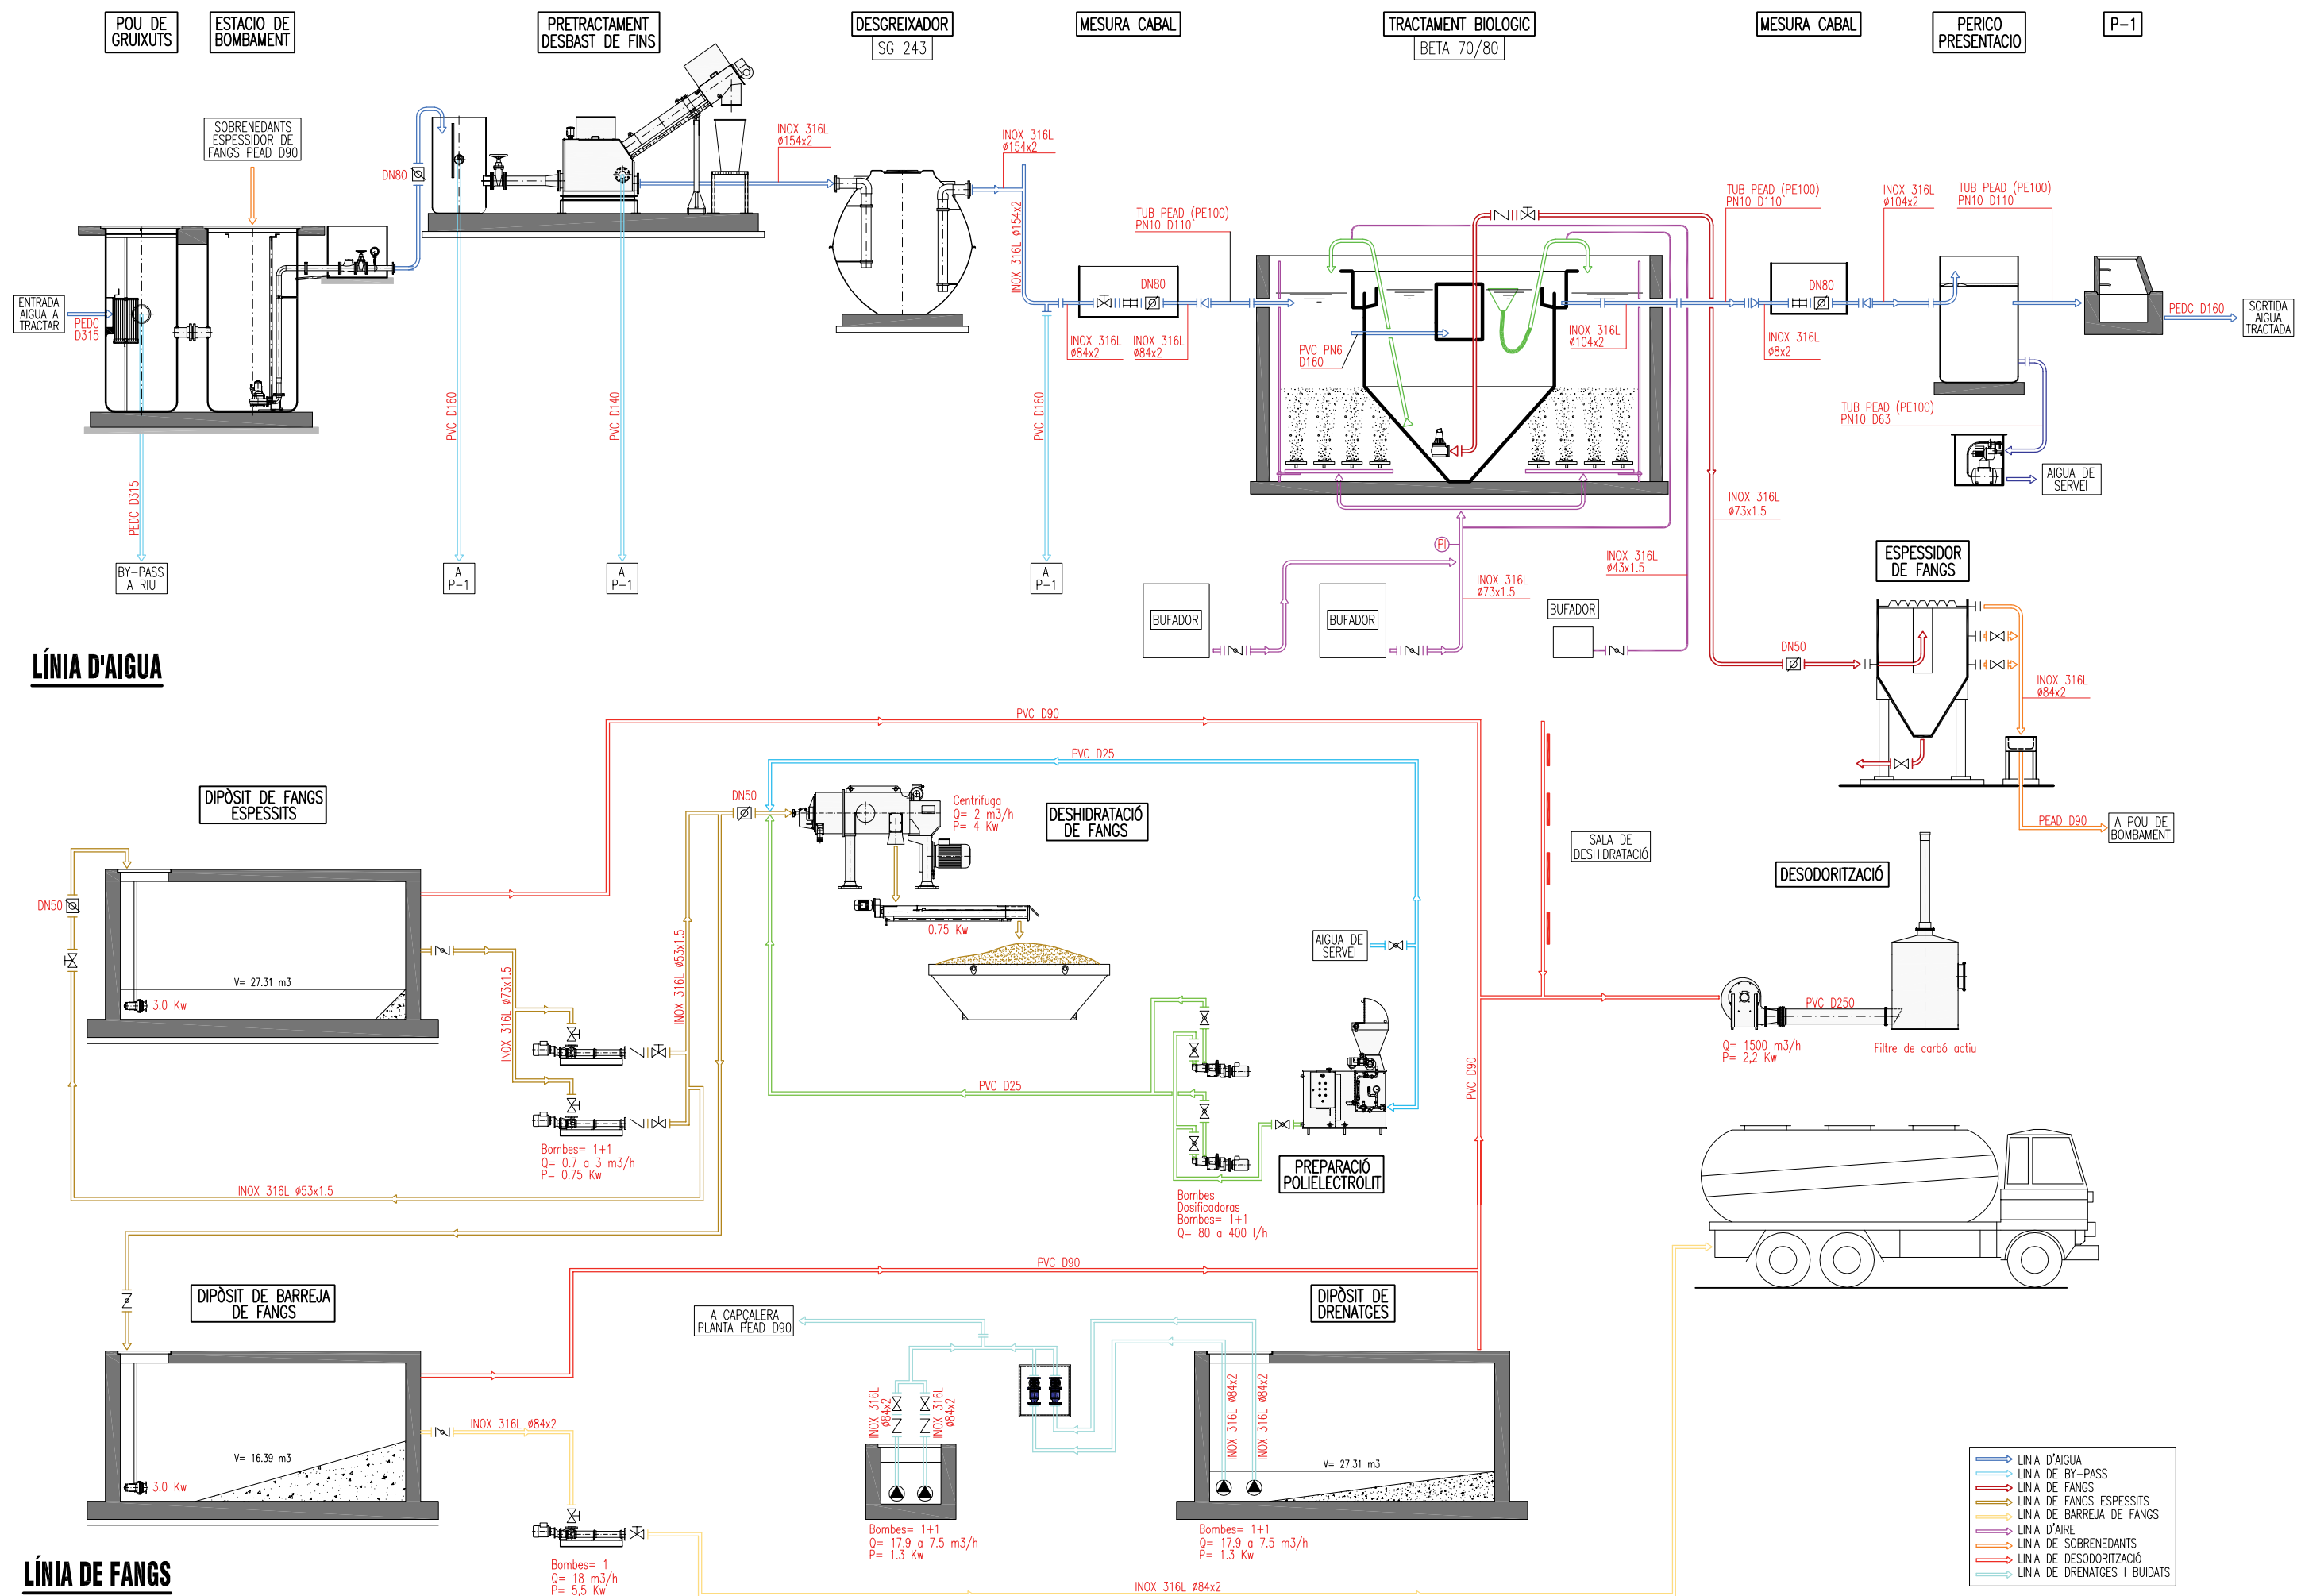 POU DE
GRUIXUTS
ESTACIO DE
BOMBAMENT
PRETRACTAMENT
DESBAST DE FINS
DESGREIXADOR
SG 243
MESURA CABAL
TRACTAMENT BIOLOGIC
BETA 70/80
MESURA CABAL
PERICO
PRESENTACIO
P-1
SOBRENEDANTS
ESPESSIDOR DE
FANGS PEAD D90
DN80
INOX 316L
ø154x2
INOX 316L
ø154x2
INOX 316L ø154x2
TUB PEAD (PE100)
PN10 D110
TUB PEAD (PE100)
PN10 D110
INOX 316L
ø104x2
TUB PEAD (PE100)
PN10 D110
ENTRADA
AIGUA A
TRACTAR
PEDC
D315
DN80
INOX 316L
ø84x2
INOX 316L
ø84x2
PVC PN6
D160
INOX 316L
ø104x2
DN80
INOX 316L
ø8x2
PEDC D160
SORTIDA
AIGUA
TRACTADA
TUB PEAD (PE100)
PN10 D63
AIGUA DE
SERVEI
PEDC D315
PVC D160
PVC D140
PVC D160
BY-PASS
A RIU
A
P-1
A
P-1
A
P-1
PI
INOX 316L
ø73x1.5
INOX 316L
ø43x1.5
INOX 316L
ø73x1.5
BUFADOR
BUFADOR
BUFADOR
ESPESSIDOR
DE FANGS
DN50
INOX 316L
ø84x2
PEAD D90
A POU DE
BOMBAMENT
LÍNIA D'AIGUA
PVC D90
PVC D25
DIPÒSIT DE FANGS
ESPESSITS
DN50
Centrífuga
Q= 2 m3/h
P= 4 Kw
DESHIDRATACIÓ
DE FANGS
SALA DE
DESHIDRATACIÓ
DESODORITZACIÓ
DN50
0.75 Kw
AIGUA DE
SERVEI
V= 27.31 m3
3.0 Kw
INOX 316L ø73x1.5
INOX 316L ø53x1.5
PVC D250
Q= 1500 m3/h
P= 2,2 Kw
Filtre de carbó actiu
PVC D25
PVC D90
Bombes= 1+1
Q= 0.7 a 3 m3/h
P= 0.75 Kw
INOX 316L ø53x1.5
PREPARACIÓ
POLIELECTROLIT
Bombes
Dosificadoras
Bombes= 1+1
Q= 80 a 400 l/h
PVC D90
DIPÒSIT DE BARREJA
DE FANGS
A CAPÇALERA
PLANTA PEAD D90
DIPÒSIT DE
DRENATGES
INOX 316L
ø84x2
INOX 316L
ø84x2
INOX 316L ø84x2
INOX 316L ø84x2
INOX 316L ø84x2
V= 16.39 m3
3.0 Kw
V= 27.31 m3
Bombes= 1+1
Q= 17.9 a 7.5 m3/h
P= 1.3 Kw
Bombes= 1+1
Q= 17.9 a 7.5 m3/h
P= 1.3 Kw
Bombes= 1
Q= 18 m3/h
P= 5,5 Kw
INOX 316L ø84x2
LÍNIA DE FANGS
LINIA D'AIGUA
LINIA DE BY-PASS
LINIA DE FANGS
LINIA DE FANGS ESPESSITS
LINIA DE BARREJA DE FANGS
LINIA D'AIRE
LINIA DE SOBRENEDANTS
LINIA DE DESODORITZACIÓ
LINIA DE DRENATGES I BUIDATS